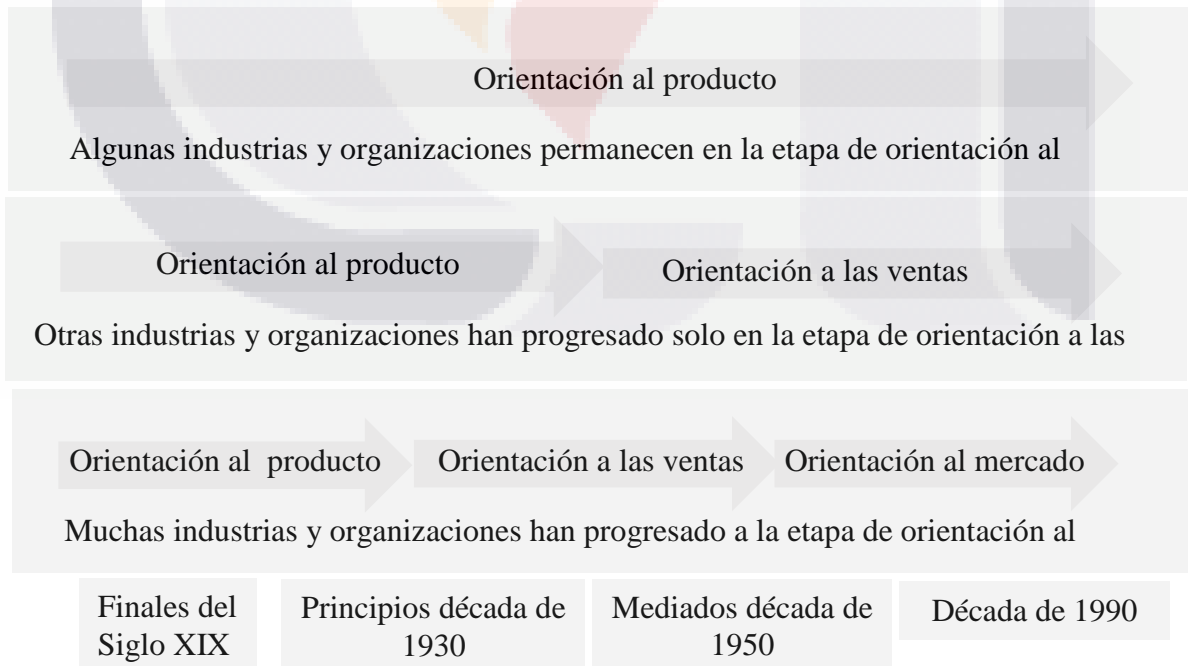 Orientación al producto
Algunas industrias y organizaciones permanecen en la etapa de orientación al
Orientación al producto
Orientación a las ventas
Otras industrias y organizaciones han progresado solo en la etapa de orientación a las
Orientación al producto
Orientación a las ventas
Orientación al mercado
Muchas industrias y organizaciones han progresado a la etapa de orientación al
Finales del
Siglo XIX
Principios década de
1930
Mediados década de
1950
Década de 1990